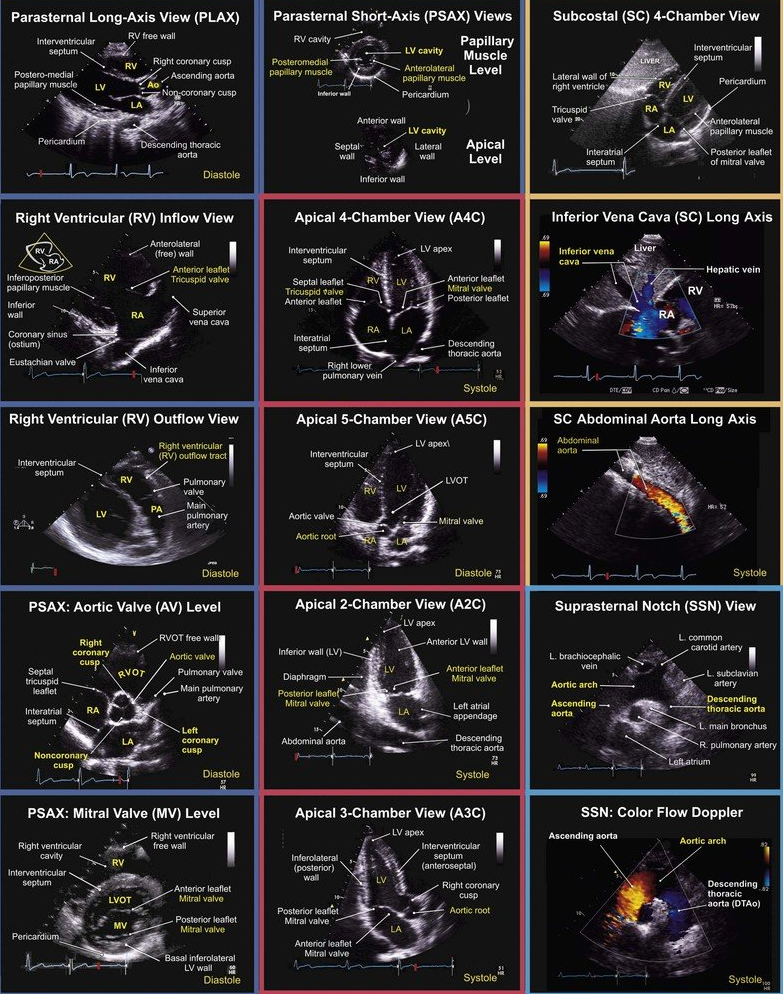 Parasternal Long-Axis View (PLAX)
Interventricular
septum
RV free wall
RV
Right coronary cusp
Ascending aorta
Postero-medial
papillary muscle
LV
Ao
Non-coronary cusp
LA
Pericardium
Descending thoracic
aorta
Diastole
Parasternal Short-Axis (PSAX) Views
RV cavity
LV cavity
Papillary
Muscle
Level
Posteromedial
papillary muscle
Anterolateral
papillary muscle
Inferior wall
Pericardium
Anterior wall
LV cavity
Septal
wall
Lateral
wall
Apical
Level
Inferior wall
Subcostal (SC) 4-Chamber View
LIVER
Interventricular
septum
Lateral wall of
right ventricle
RV
Pericardium
LV
Tricuspid
valve
RA
Anterolateral
papillary muscle
LA
Interatrial
septum
Posterior leaflet
of mitral valve
Right Ventricular (RV) Inflow View
RV
RA
Anterolateral
(free) wall
RV
Anterior leaflet
Tricuspid valve
Inferoposterior
papillary muscle
Inferior
wall
RA
Superior
vena cava
Coronary sinus
(ostium)
Eustachian valve
Inferior
vena cava
Apical 4-Chamber View (A4C)
Interventricular
septum
LV apex
RV
LV
Septal leaflet
Tricuspid valve
Anterior leaflet
Anterior leaflet
Mitral valve
Posterior leaflet
RA
LA
Interatrial
septum
Descending
thoracic aorta
Right lower
pulmonary vein
HR
Systole
Inferior Vena Cava (SC) Long Axis
.69
Liver
Inferior vena
cava
Hepatic vein
RV
RA
.69
Right Ventricular (RV) Outflow View
Right ventricular
(RV) outflow tract
Interventricular
septum
RV
Pulmonary
valve
LV
PA
Main
pulmonary
artery
Diastole
Apical 5-Chamber View (A5C)
LV apex\
Interventricular
septum
RV
LV
LVOT
Aortic valve
Mitral valve
Aortic root
RA
LA
Diastole
75
HR
SC Abdominal Aorta Long Axis
.69
Abdominal
aorta
.69
HR= 52
Systole
PSAX: Aortic Valve (AV) Level
Right
coronary
cusp
RVOT free wall
Aortic valve
RVOT
Pulmonary valve
Septal
tricuspid
leaflet
Main pulmonary
artery
RA
Interatrial
septum
Left
coronary
cusp
LA
Noncoronary
cusp
Diastole
57
HR
Apical 2-Chamber View (A2C)
LV apex
Inferior wall (LV)
Anterior LV wall
LV
Diaphragm
Anterior leaflet
Mitral valve
Posterior leaflet
Mitral valve
LA
Left atrial
appendage
Abdominal aorta
Descending
thoracic aorta
73
HR
Systole
Suprasternal Notch (SSN) View
L. brachiocephalic
vein
L. common
carotid artery
Aortic arch
L. subclavian
artery
Ascending
aorta
Descending
thoracic aorta
L. main bronchus
R. pulmonary artery
Left atrium
99
HR
PSAX: Mitral Valve (MV) Level
Right ventricular
cavity
Right ventricular
free wall
RV
Interventricular
septum
LVOT
Anterior leaflet
Mitral valve
MV
Posterior leaflet
Mitral valve
Pericardium
Basal inferolateral
LV wall
60
HR
Diastole
Apical 3-Chamber View (A3C)
LV apex
Inferolateral
(posterior)
wall
Interventricular
septum
(anteroseptal)
LV
Right coronary
cusp
Posterior leaflet
Mitral valve
Aortic root
LA
Anterior leaflet
Mitral valve
51
HR
Systole
SSN: Color Flow Doppler
Ascending aorta
Aortic arch
Descending
thoracic
aorta (DTAo)
Systole